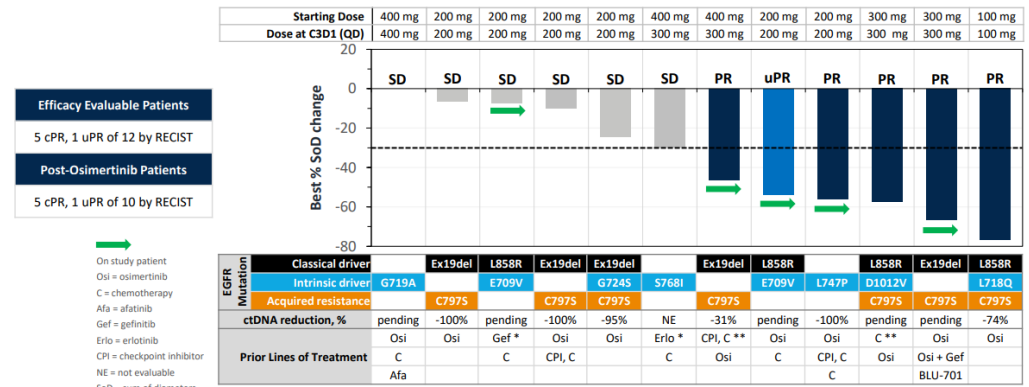 Starting Dose 400 mg 200 mg 200 mg 200 mg 200 mg 400 mg 400 mg 200 mg 200 mg 300 mg 300 mg 100 mg
Dose at C3D1 (QD) 400 mg 200 mg 200 mg 200 mg 200 mg 300 mg 300 mg 200 mg 200 mg 300 mg 300 mg 100 mg
Efficacy Evaluable Patients
5 cPR, 1 uPR of 12 by RECIST
Post-Osimertinib Patients
5 cPR, 1 uPR of 10 by RECIST
On study patient
Osi = osimertinib
C = chemotherapy
Afa = afatinib
Gef = gefinitib
Erlo = erlotinib
CPI = checkpoint inhibitor
NE = not evaluable
SoD = sum of diameters
Best % SoD change
20
0
-20
-40
-60
-80
SD SD SD SD SD SD PR uPR PR PR PR PR
EGFR Mutation
Classical driver Ex19del L858R Ex19del Ex19del Ex19del L858R L858R Ex19del L858R
Intrinsic driver G719A E709V G724S S768I E709V L747P D1012V L718Q
Acquired resistance C797S C797S C797S C797S C797S C797S
ctDNA reduction, % pending -100% pending -100% -95% NE -31% pending -100% pending pending -74%
Prior Lines of Treatment
Osi Osi Gef * Osi Osi Erlo * CPI, C ** Osi Osi C ** Osi Osi
C C CPI, C C Osi C CPI, C Osi Osi + Gef
Afa C BLU-701